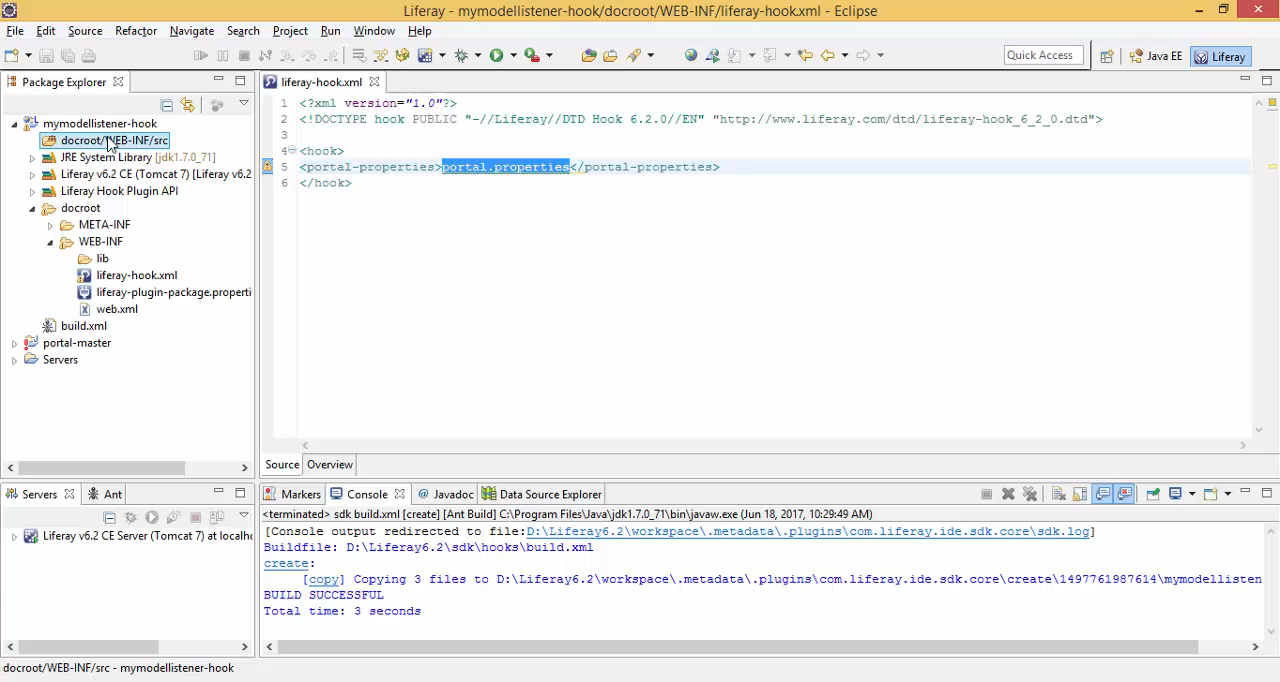 Liferay - mymodellistener-hook/docroot/WEB-INF/liferay-hook.xml - Eclipse
File Edit Source Refactor Navigate Search Project Run Window Help
Quick Access Java EE Liferay
Package Explorer
liferay-hook.xml
mymodellistener-hook
docroot/WEB-INF/src
JRE System Library [jdk1.7.0_71]
Liferay v6.2 CE (Tomcat 7) [Liferay v6.2
Liferay Hook Plugin API
docroot
META-INF
WEB-INF
lib
liferay-hook.xml
liferay-plugin-package.properti
web.xml
build.xml
portal-master
Servers
1 <?xml version="1.0"?>
2 <!DOCTYPE hook PUBLIC "-//Liferay//DTD Hook 6.2.0//EN" "http://www.liferay.com/dtd/liferay-hook_6_2_0.dtd">
3
4 <hook>
5 <portal-properties>portal.properties</portal-properties>
6 </hook>
Source Overview
Servers Ant
Liferay v6.2 CE Server (Tomcat 7) at localho
Markers Console @ Javadoc Data Source Explorer
<terminated> sdk build.xml [create] [Ant Build] C:\Program Files\Java\jdk1.7.0_71\bin\javaw.exe (Jun 18, 2017, 10:29:49 AM)
[Console output redirected to file:D:\Liferay6.2\workspace\.metadata\.plugins\com.liferay.ide.sdk.core\sdk.log]
Buildfile: D:\Liferay6.2\sdk\hooks\build.xml
create:
[copy] Copying 3 files to D:\Liferay6.2\workspace\.metadata\.plugins\com.liferay.ide.sdk.core\create\1497761987614\mymodellisten
BUILD SUCCESSFUL
Total time: 3 seconds
docroot/WEB-INF/src - mymodellistener-hook